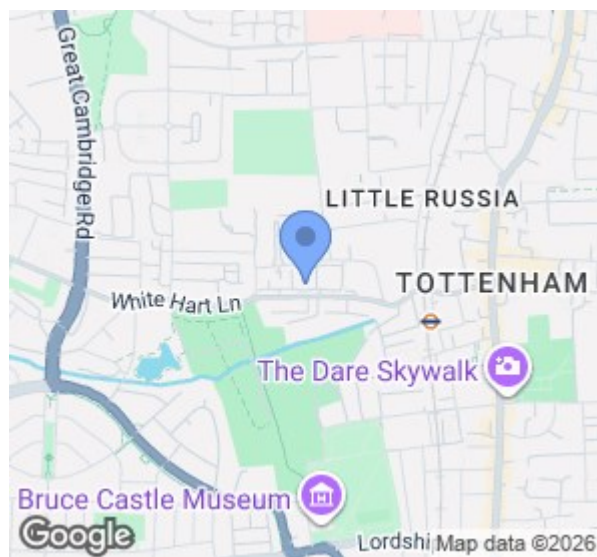 Great Cambridge Rd
LITTLE RUSSIA
White Hart Ln
TOTTENHAM
The Dare Skywalk
Bruce Castle Museum
Google
Lordshi
Map data ©2026